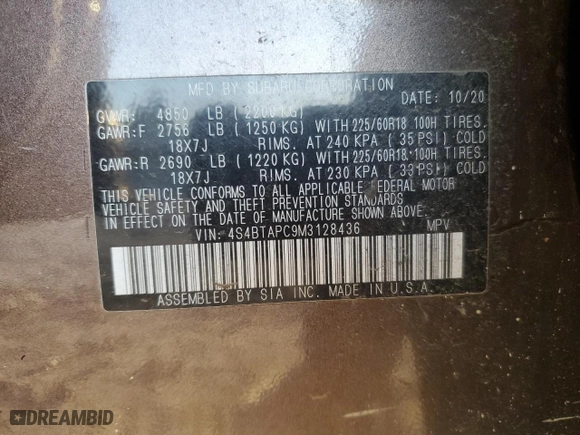 MFD BY SUBARU CORPORATION DATE: 10/20
GVWR: 4850 LB (2200 KG)
GAWR:F 2756 LB (1250 KG) WITH 225/60R18 100H TIRES.
18X7J RIMS. AT 240 KPA (35 PSI) COLD
GAWR:R 2690 LB (1220 KG) WITH 225/60R18 100H TIRES.
18X7J RIMS. AT 230 KPA (33 PSI) COLD
THIS VEHICLE CONFORMS TO ALL APPLICABLE FEDERAL MOTOR
VEHICLE SAFETY AND THEFT PREVENTION STANDARDS
IN EFFECT ON THE DATE OF MANUFACTURE SHOWN ABOVE.
VIN: 4S4BTAPC9M3128436 MPV
ASSEMBLED BY SIA INC. MADE IN U.S.A.
DREAMBID